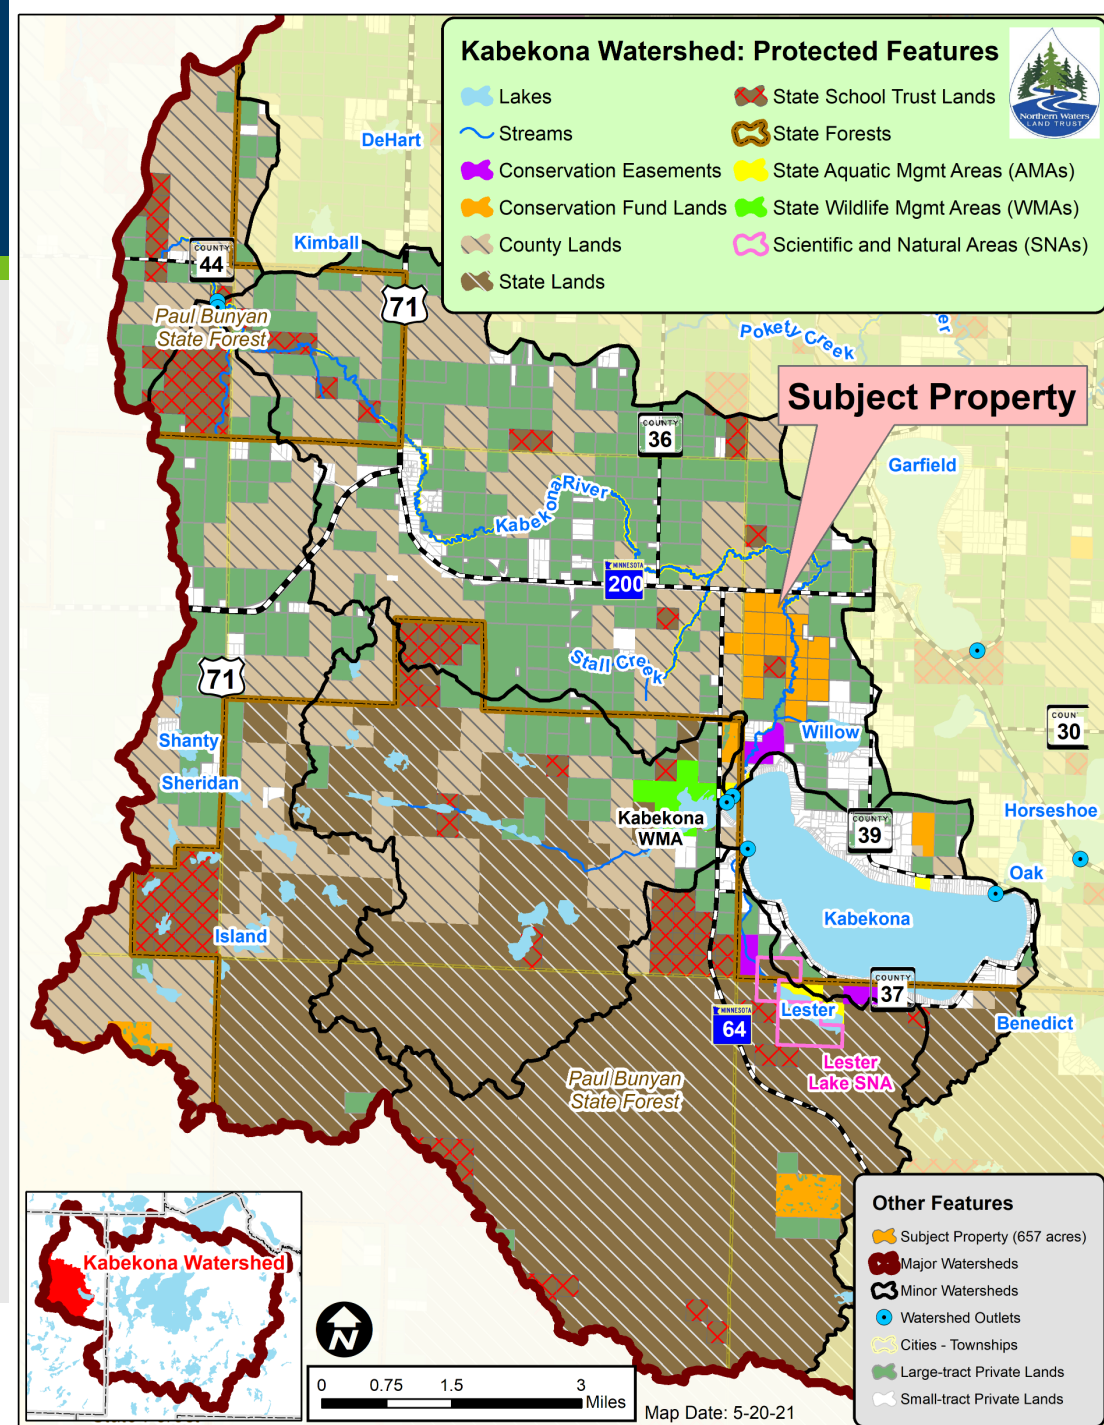 Kabekona Watershed: Protected Features
Lakes
Streams
Conservation Easements
Conservation Fund Lands
County Lands
State Lands
State School Trust Lands
State Forests
State Aquatic Mgmt Areas (AMAs)
State Wildlife Mgmt Areas (WMAs)
Scientific and Natural Areas (SNAs)
Northern Waters
LAND TRUST
DeHart
Kimball
COUNTY
44
71
Paul Bunyan
State Forest
Pokety Creek
ver
Subject Property
COUNTY
36
Garfield
Kabekona River
MINNESOTA
200
Stall Creek
71
Shanty
Sheridan
Willow
COUN
30
Horseshoe
Kabekona
WMA
COUNTY
39
Oak
Kabekona
Island
COUNTY
37
Lester
MINNESOTA
64
Benedict
Lester
Lake SNA
Paul Bunyan
State Forest
Kabekona Watershed
N
0 0.75 1.5 3
Miles
Map Date: 5-20-21
Other Features
Subject Property (657 acres)
Major Watersheds
Minor Watersheds
Watershed Outlets
Cities - Townships
Large-tract Private Lands
Small-tract Private Lands